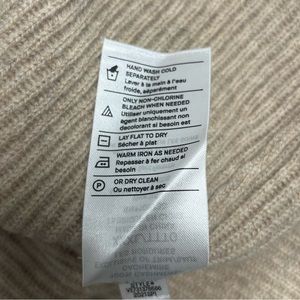 HAND WASH COLD
SEPARATELY
Laver à la main à l'eau
froide, séparément
ONLY NON-CHLORINE
BLEACH WHEN NEEDED
Utiliser uniquement un
agent blanchissant non
decolorant si besoin est
LAY FLAT TO DRY
Sécher à plat
WARM IRON AS NEEDED
Repasser à fer chaud si
besoin
OR DRY CLEAN
Ou nettoyer à sec
STYLE#